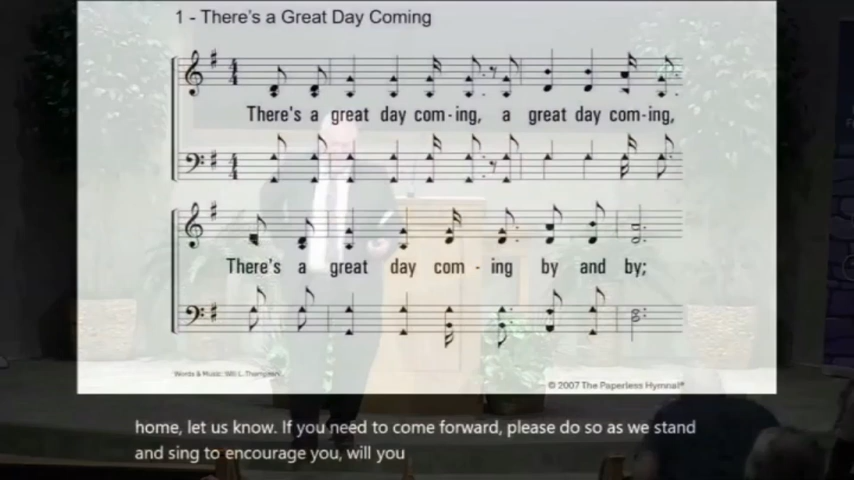 1 - There's a Great Day Coming
There's a great day com - ing, a great day com - ing,
There's a great day com - ing by and by;
Words & Music: Will L. Thompson
© 2007 The Paperless Hymnal®
home, let us know. If you need to come forward, please do so as we stand
and sing to encourage you, will you